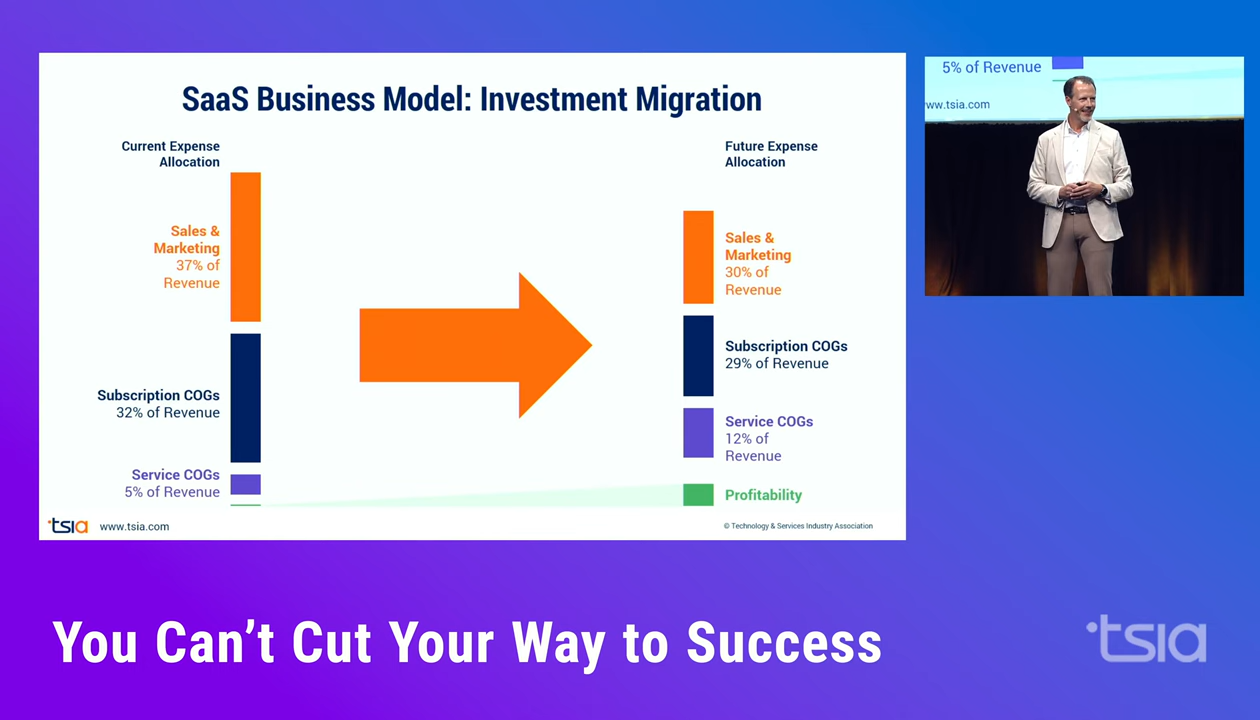 SaaS Business Model: Investment Migration
Current Expense
Allocation
Sales &
Marketing
37% of
Revenue
Subscription COGs
32% of Revenue
Service COGs
5% of Revenue
Future Expense
Allocation
Sales &
Marketing
30% of
Revenue
Subscription COGs
29% of Revenue
Service COGs
12% of
Revenue
Profitability
tsia www.tsia.com
© Technology & Services Industry Association
5% of Revenue
www.tsia.com
You Can’t Cut Your Way to Success
tsia